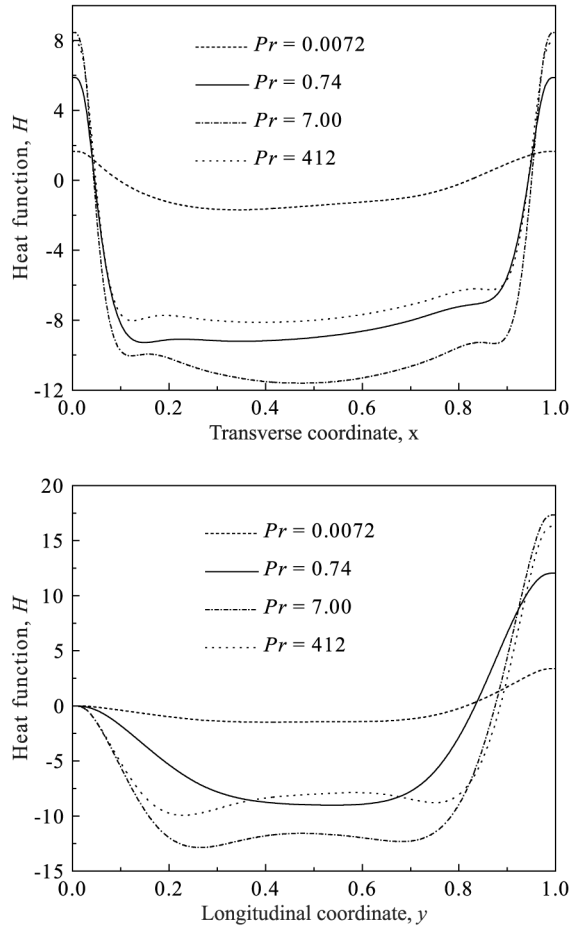 8
4
0
-4
-8
-12
Heat function, H
Pr = 0.0072
Pr = 0.74
Pr = 7.00
Pr = 412
0.0 0.2 0.4 0.6 0.8 1.0
Transverse coordinate, x
20
15
10
5
0
-5
-10
-15
Heat function, H
Pr = 0.0072
Pr = 0.74
Pr = 7.00
Pr = 412
0.0 0.2 0.4 0.6 0.8 1.0
Longitudinal coordinate, y